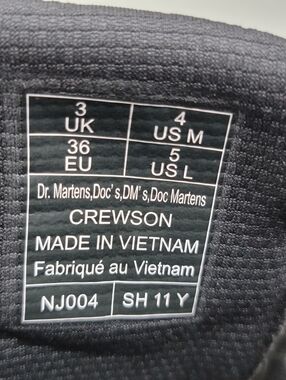 3 UK
4 US M
36 EU
5 US L
Dr. Martens,Doc's,DM's,Doc Martens
CREWSON
MADE IN VIETNAM
Fabriqué au Vietnam
NJ004 SH 11 Y